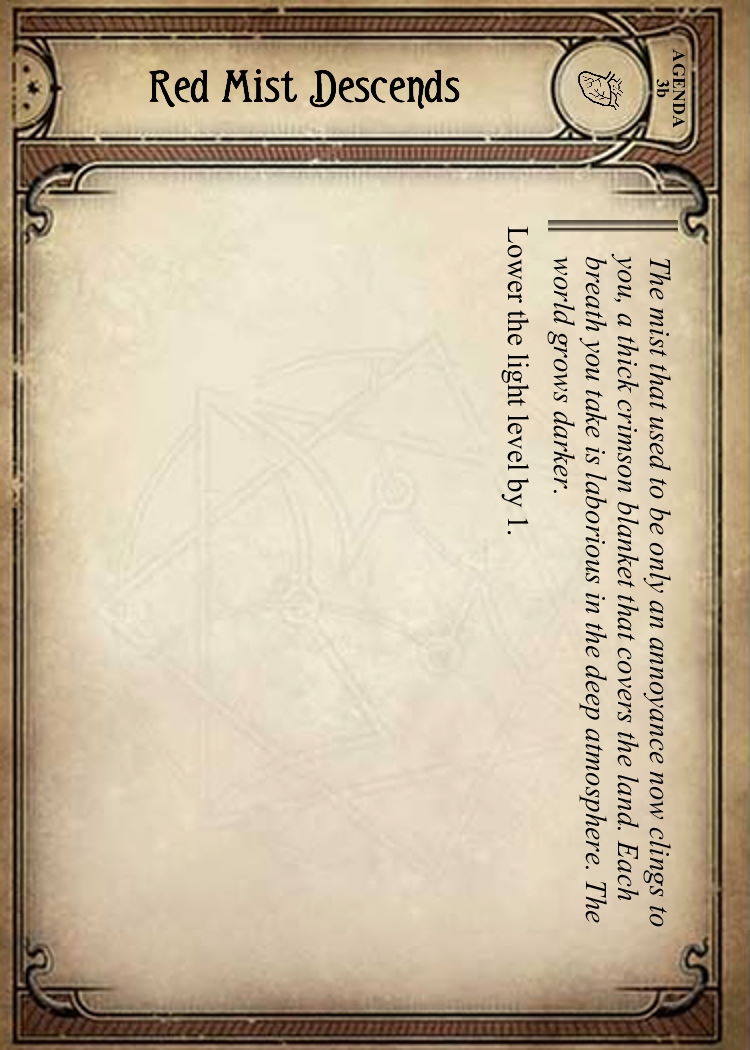 AGENDA
3b
Red Mist Descends
The mist that used to be only an annoyance now clings to
you, a thick crimson blanket that covers the land. Each
breath you take is laborious in the deep atmosphere. The
world grows darker.
Lower the light level by 1.